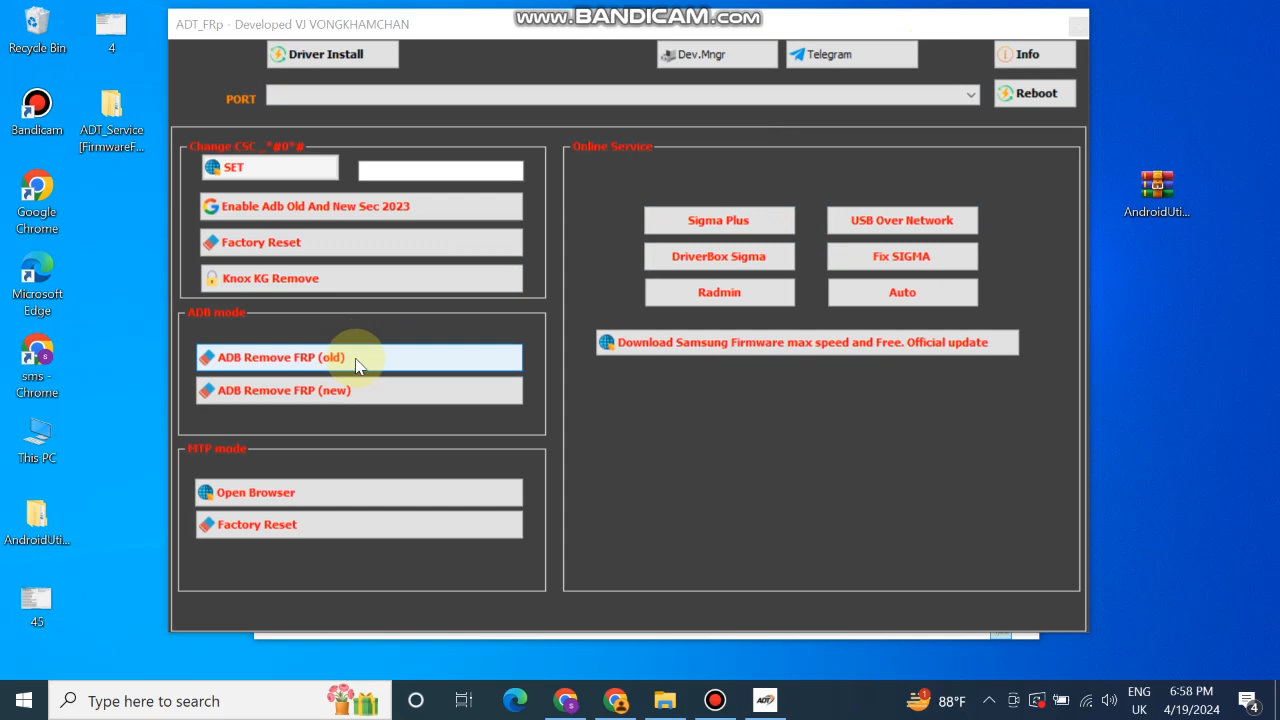 www.BANDICAM.com
ADT_FRp - Developed VJ VONGKHAMCHAN
Driver Install
Dev.Mngr
Telegram
Info
PORT
Reboot
Change CSC _*#0*#
SET
Enable Adb Old And New Sec 2023
Factory Reset
Knox KG Remove
ADB mode
ADB Remove FRP (old)
ADB Remove FRP (new)
MTP mode
Open Browser
Factory Reset
Online Service
Sigma Plus
USB Over Network
DriverBox Sigma
Fix SIGMA
Radmin
Auto
Download Samsung Firmware max speed and Free. Official update
Recycle Bin
4
Bandicam
ADT_Service
[FirmwareF...
Google
Chrome
Microsoft
Edge
sms -
Chrome
This PC
AndroidUti...
45
AndroidUti...
Type here to search
88°F
ENG
UK
6:58 PM
4/19/2024
4